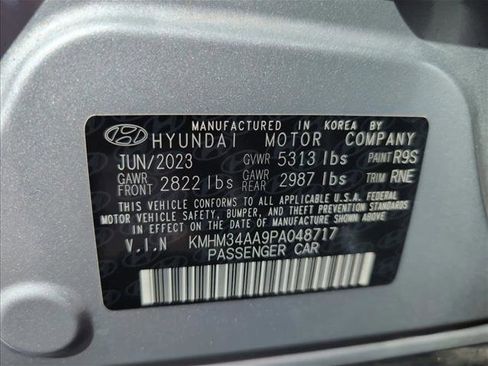 MANUFACTURED IN KOREA
HYUNDAI MOTOR COMPANY
JUN/2023 GVWR 5313 lbs PAINT R9S
GAWR FRONT 2822 lbs GAWR REAR 2987 lbs TRIM RNE
THIS VEHICLE CONFORMS TO ALL APPLICABLE U.S.A. FEDERAL
MOTOR VEHICLE SAFETY, BUMPER, AND THEFT PREVENTION
STANDARDS IN EFFECT ON THE DATE OF MANUFACTURE SHOWN ABOVE.
V.I.N KMHM34AA9PA048717
PASSENGER CAR